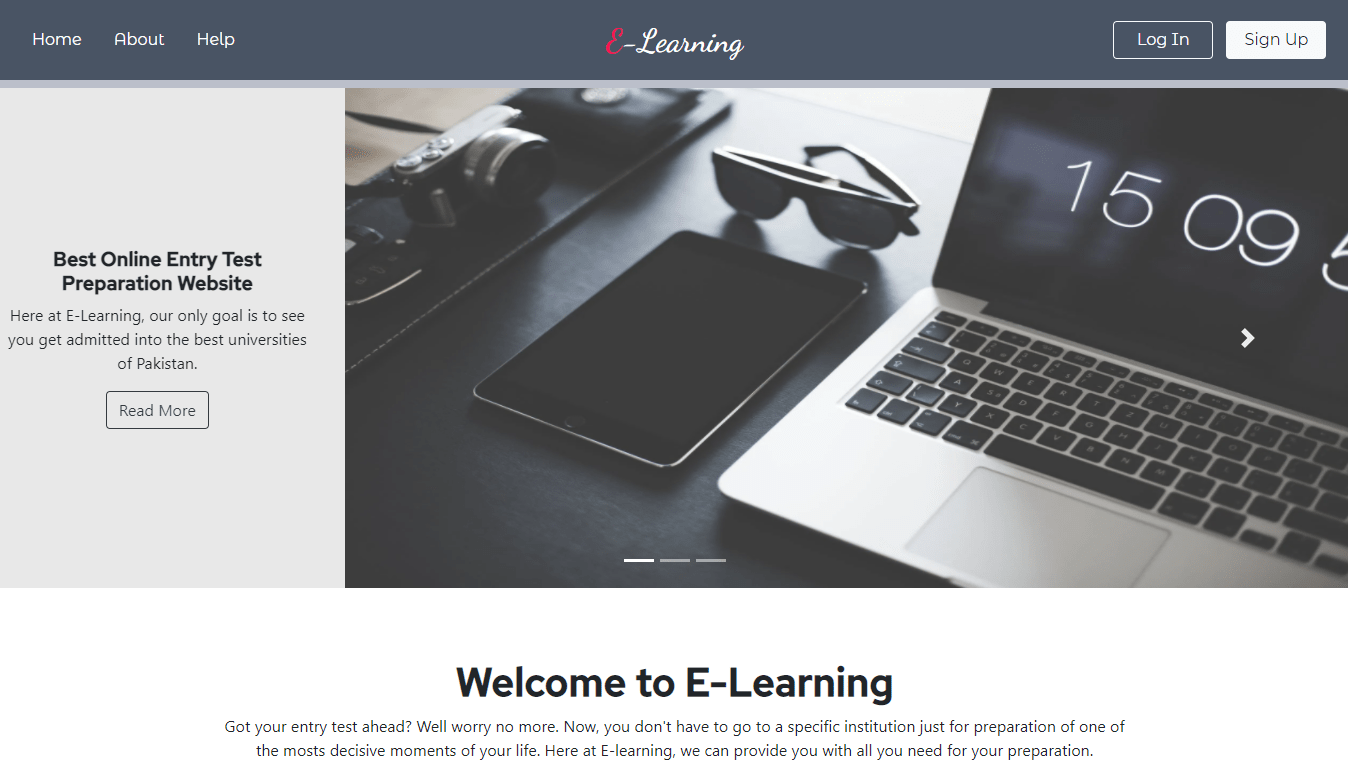 Home About Help E-Learning Log In Sign Up
15 09
Best Online Entry Test
Preparation Website
Here at E-Learning, our only goal is to see
you get admitted into the best universities
of Pakistan.
Read More
Welcome to E-Learning
Got your entry test ahead? Well worry no more. Now, you don't have to go to a specific institution just for preparation of one of
the mosts decisive moments of your life. Here at E-learning, we can provide you with all you need for your preparation.